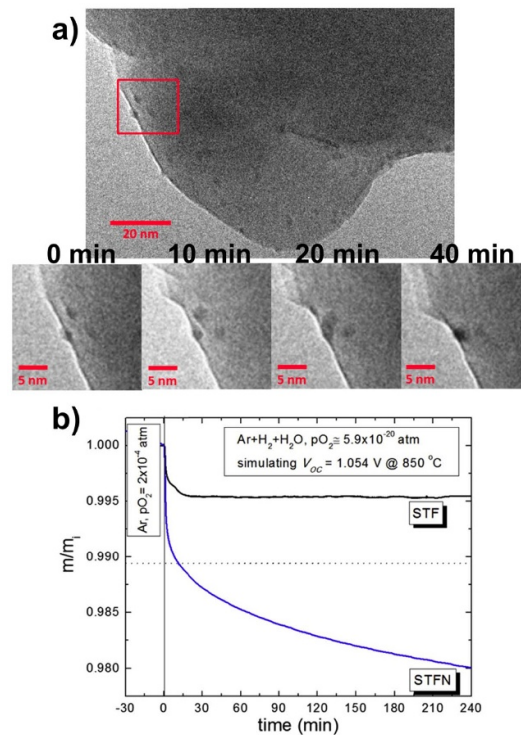 a)
20 nm
0 min 10 min 20 min 40 min
5 nm 5 nm 5 nm 5 nm
b)
Ar, pO₂= 2x10⁻⁴ atm
Ar+H₂+H₂O, pO₂≅ 5.9x10⁻²⁰ atm
simulating V_OC = 1.054 V @ 850 °C
1.000
0.995
0.990
0.985
0.980
m/mᵢ
STF
STFN
-30 0 30 60 90 120 150 180 210 240
time (min)